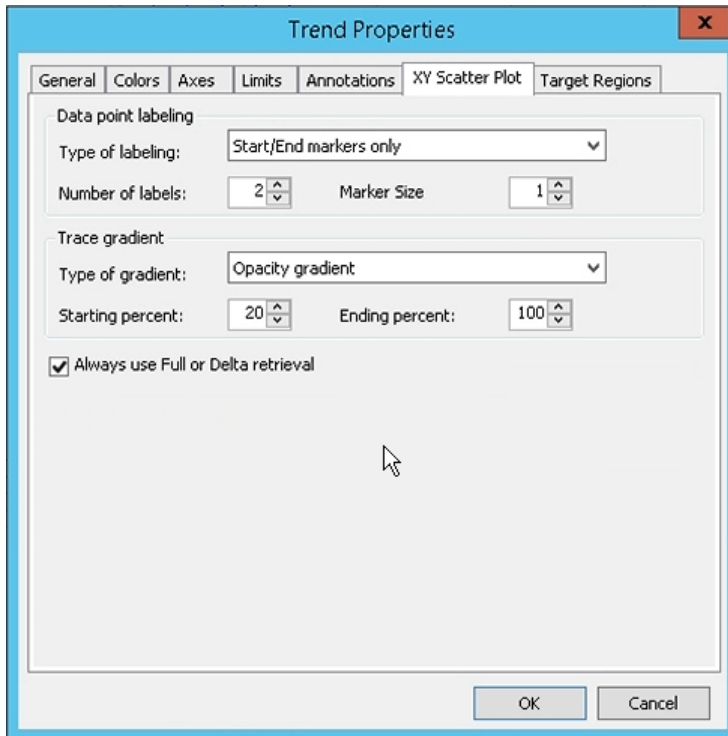 Trend Properties
x
General Colors Axes Limits Annotations XY Scatter Plot Target Regions
Data point labeling
Type of labeling: Start/End markers only
Number of labels: 2 Marker Size 1
Trace gradient
Type of gradient: Opacity gradient
Starting percent: 20 Ending percent: 100
Always use Full or Delta retrieval
OK Cancel